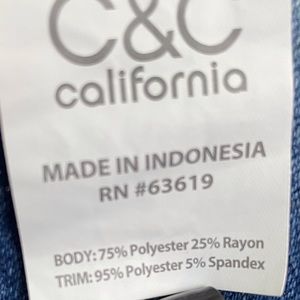 C&C
california
MADE IN INDONESIA
RN #63619
BODY: 75% Polyester 25% Rayon
TRIM: 95% Polyester 5% Spandex